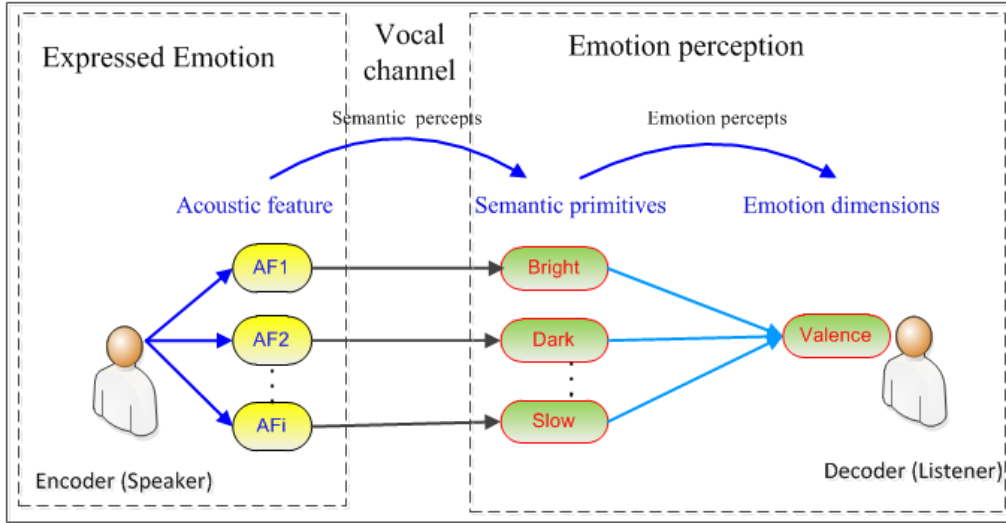 Expressed Emotion
Vocal
channel
Emotion perception
Semantic percepts
Emotion percepts
Acoustic feature
Semantic primitives
Emotion dimensions
AF1
Bright
AF2
Dark
Valence
AFi
Slow
Encoder (Speaker)
Decoder (Listener)